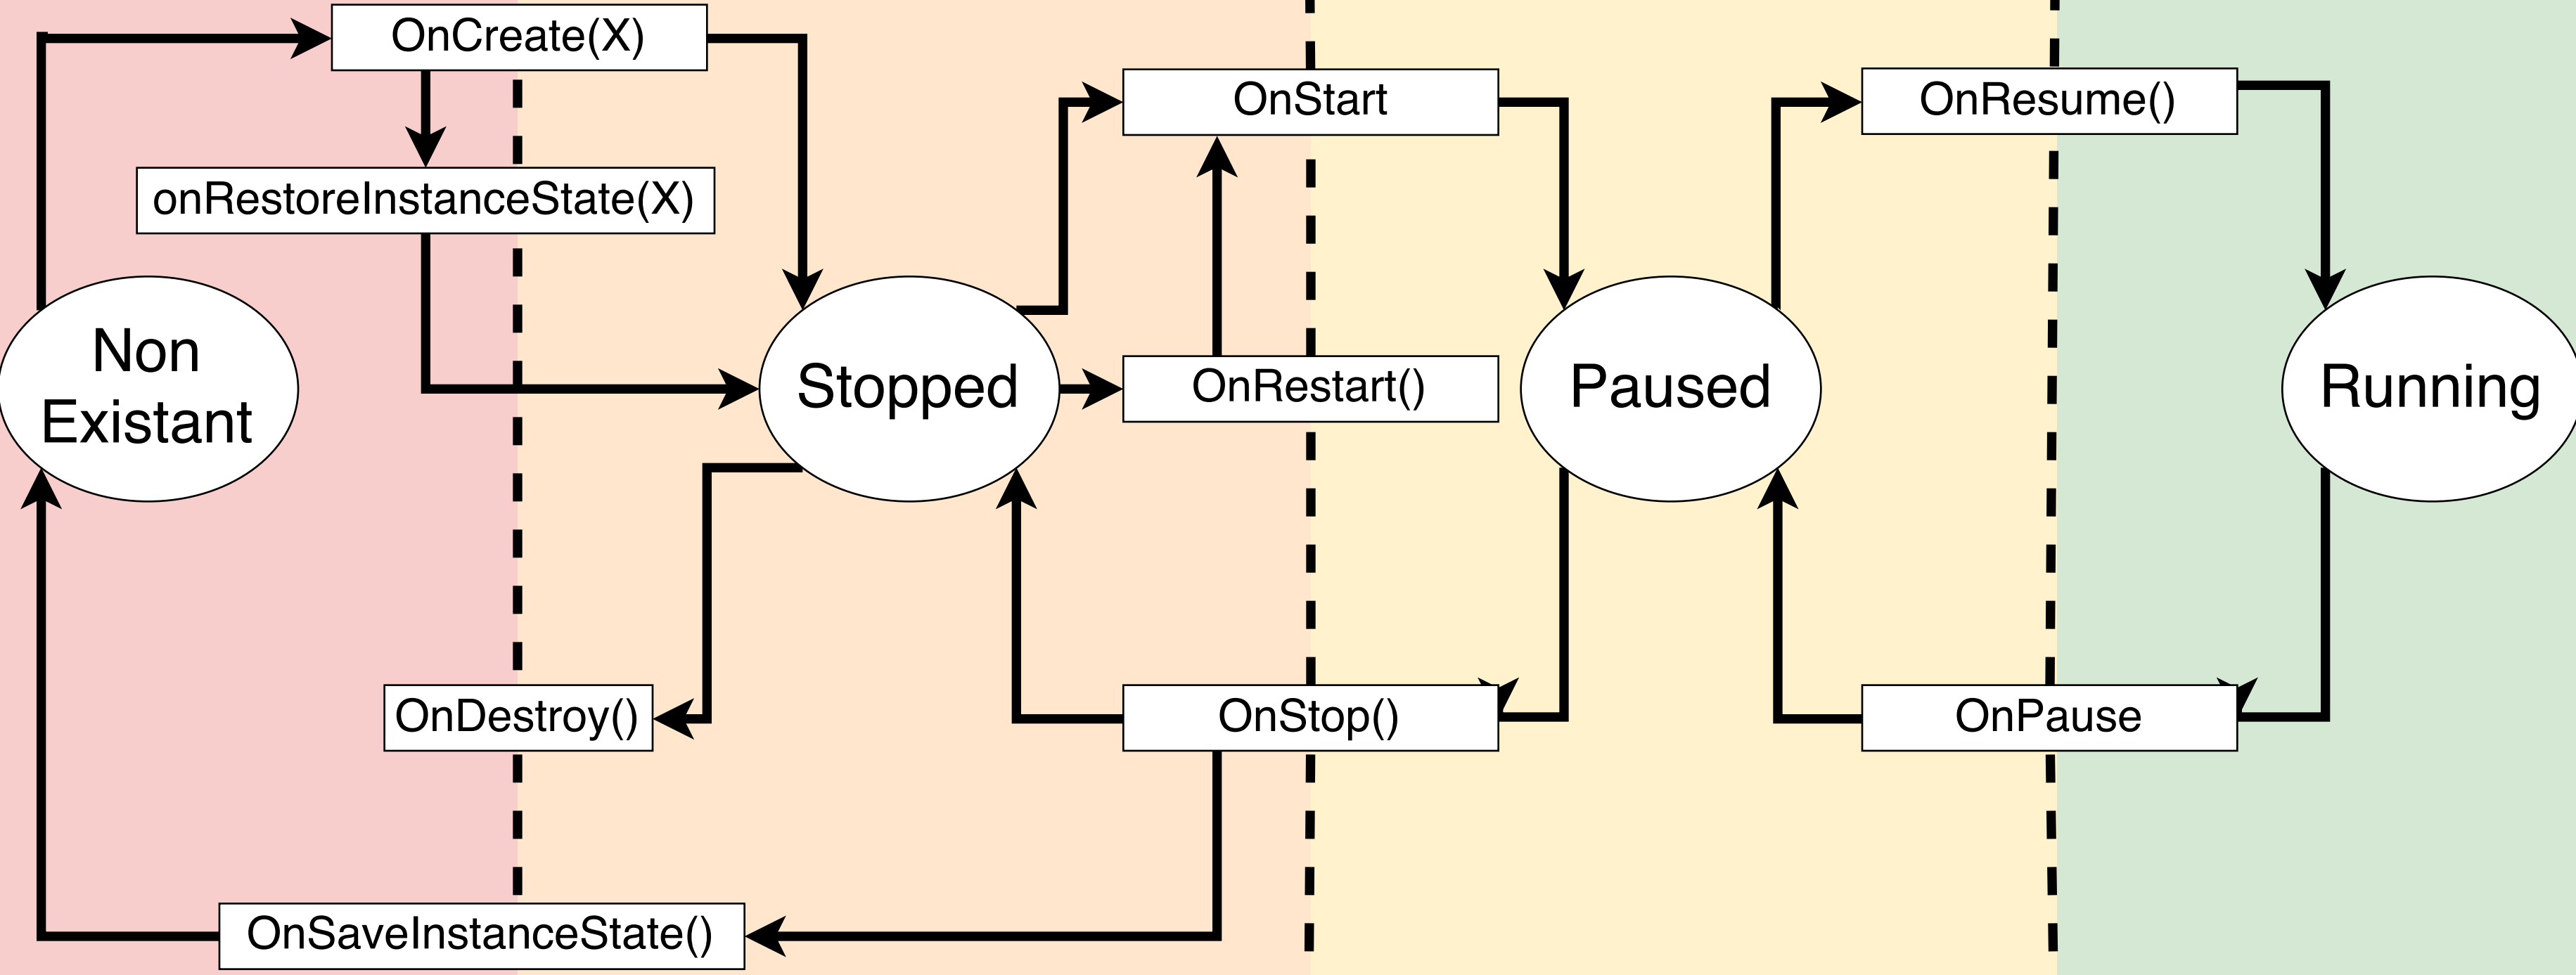 OnCreate(X)
OnStart
OnResume()
onRestoreInstanceState(X)
Non
Existant
Stopped
OnRestart()
Paused
Running
OnDestroy()
OnStop()
OnPause
OnSaveInstanceState()